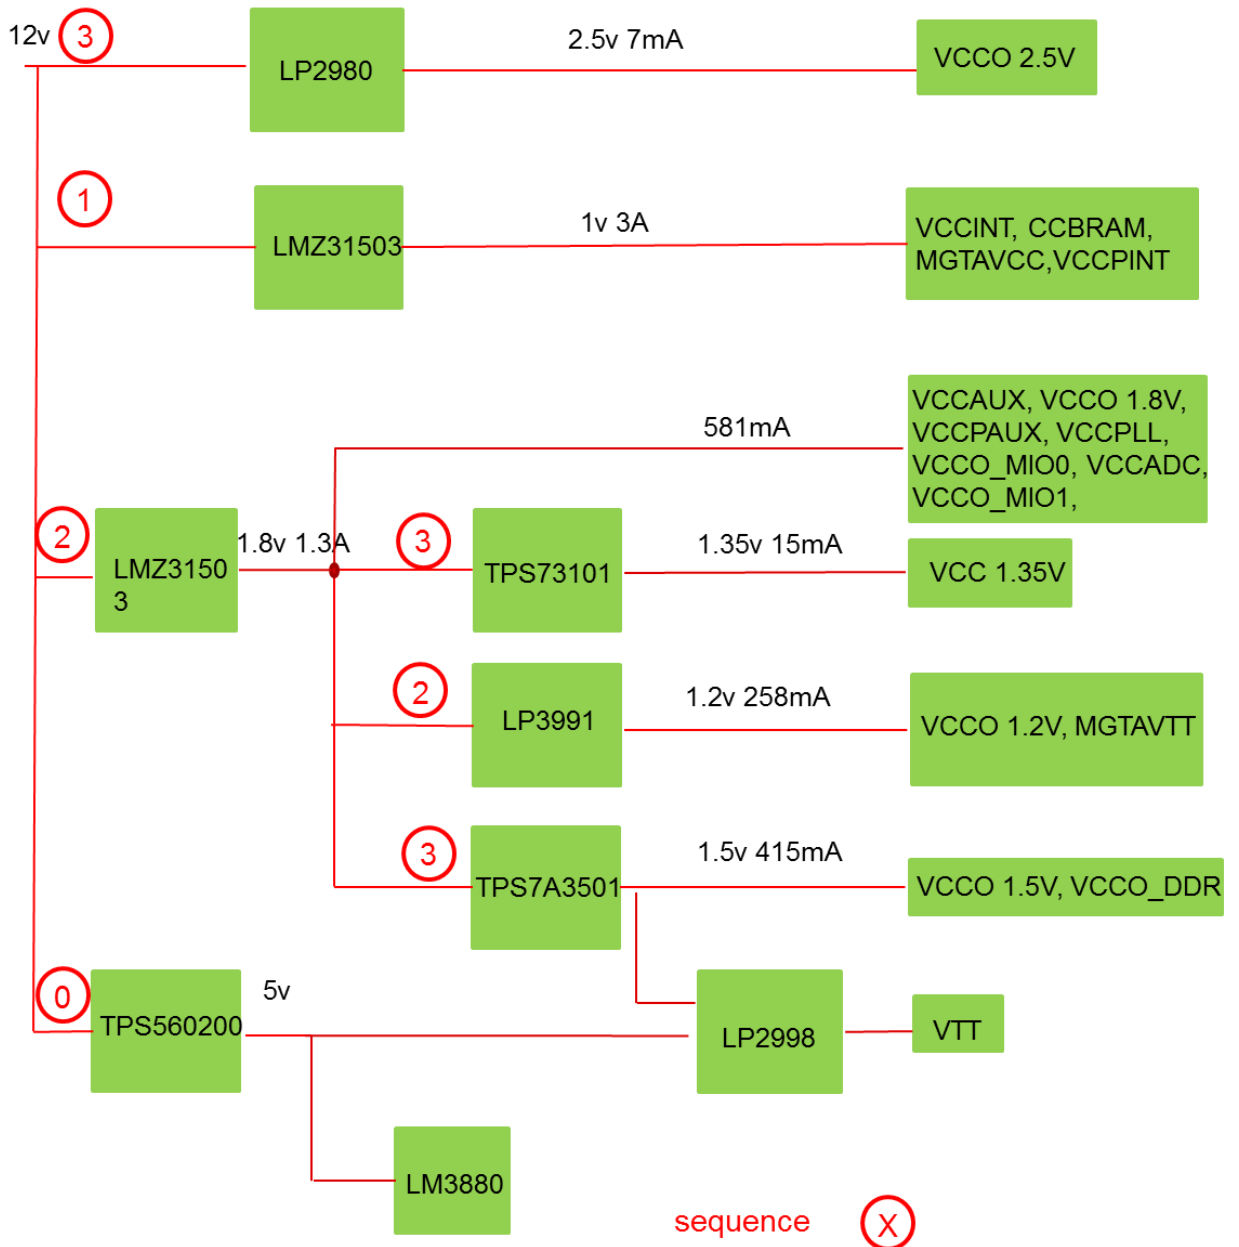 12v
3
LP2980
2.5v 7mA
VCCO 2.5V
1
LMZ31503
1v 3A
VCCINT, CCBRAM,
MGTAVCC,VCCPINT
581mA
VCCAUX, VCCO 1.8V,
VCCPAUX, VCCPLL,
VCCO_MIO0, VCCADC,
VCCO_MIO1,
2
LMZ3150
3
1.8v 1.3A
3
TPS73101
1.35v 15mA
VCC 1.35V
2
LP3991
1.2v 258mA
VCCO 1.2V, MGTAVTT
3
TPS7A3501
1.5v 415mA
VCCO 1.5V, VCCO_DDR
0
TPS560200
5v
LP2998
VTT
LM3880
sequence
X